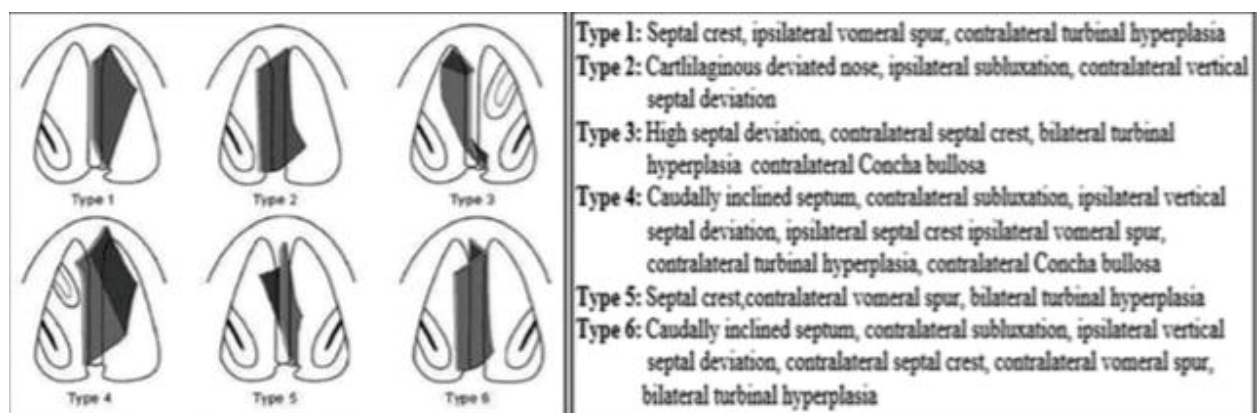 Type 1
Type 2
Type 3
Type 4
Type 5
Type 6
Type 1: Septal crest, ipsilateral vomeral spur, contralateral turbinal hyperplasia
Type 2: Cartlilaginous deviated nose, ipsilateral subluxation, contralateral vertical
septal deviation
Type 3: High septal deviation, contralateral septal crest, bilateral turbinal
hyperplasia contralateral Concha bullosa
Type 4: Caudally inclined septum, contralateral subluxation, ipsilateral vertical
septal deviation, ipsilateral septal crest ipsilateral vomeral spur,
contralateral turbinal hyperplasia, contralateral Concha bullosa
Type 5: Septal crest,contralateral vomeral spur, bilateral turbinal hyperplasia
Type 6: Caudally inclined septum, contralateral subluxation, ipsilateral vertical
septal deviation, contralateral septal crest, contralateral vomeral spur,
bilateral turbinal hyperplasia